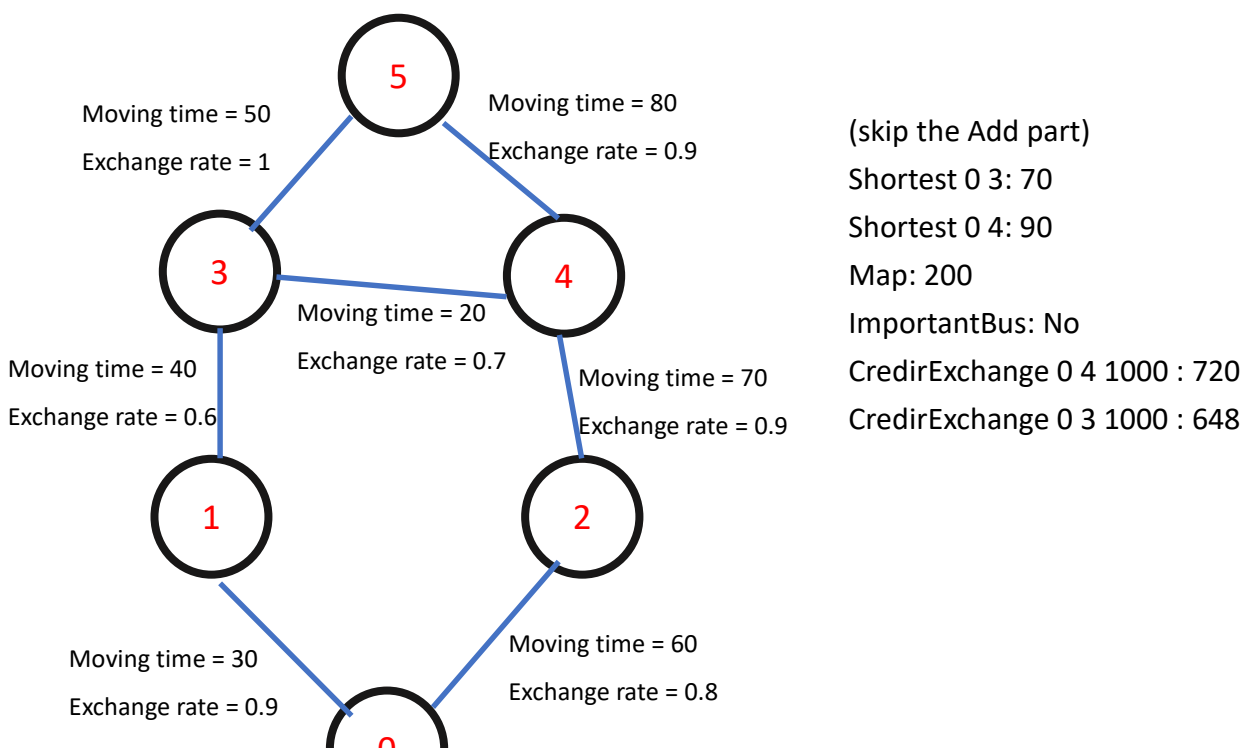 5
Moving time = 50
Exchange rate = 1
Moving time = 80
Exchange rate = 0.9
3
4
Moving time = 20
Exchange rate = 0.7
Moving time = 40
Exchange rate = 0.6
Moving time = 70
Exchange rate = 0.9
1
2
Moving time = 30
Exchange rate = 0.9
Moving time = 60
Exchange rate = 0.8
0
(skip the Add part)
Shortest 0 3: 70
Shortest 0 4: 90
Map: 200
ImportantBus: No
CredirExchange 0 4 1000 : 720
CredirExchange 0 3 1000 : 648